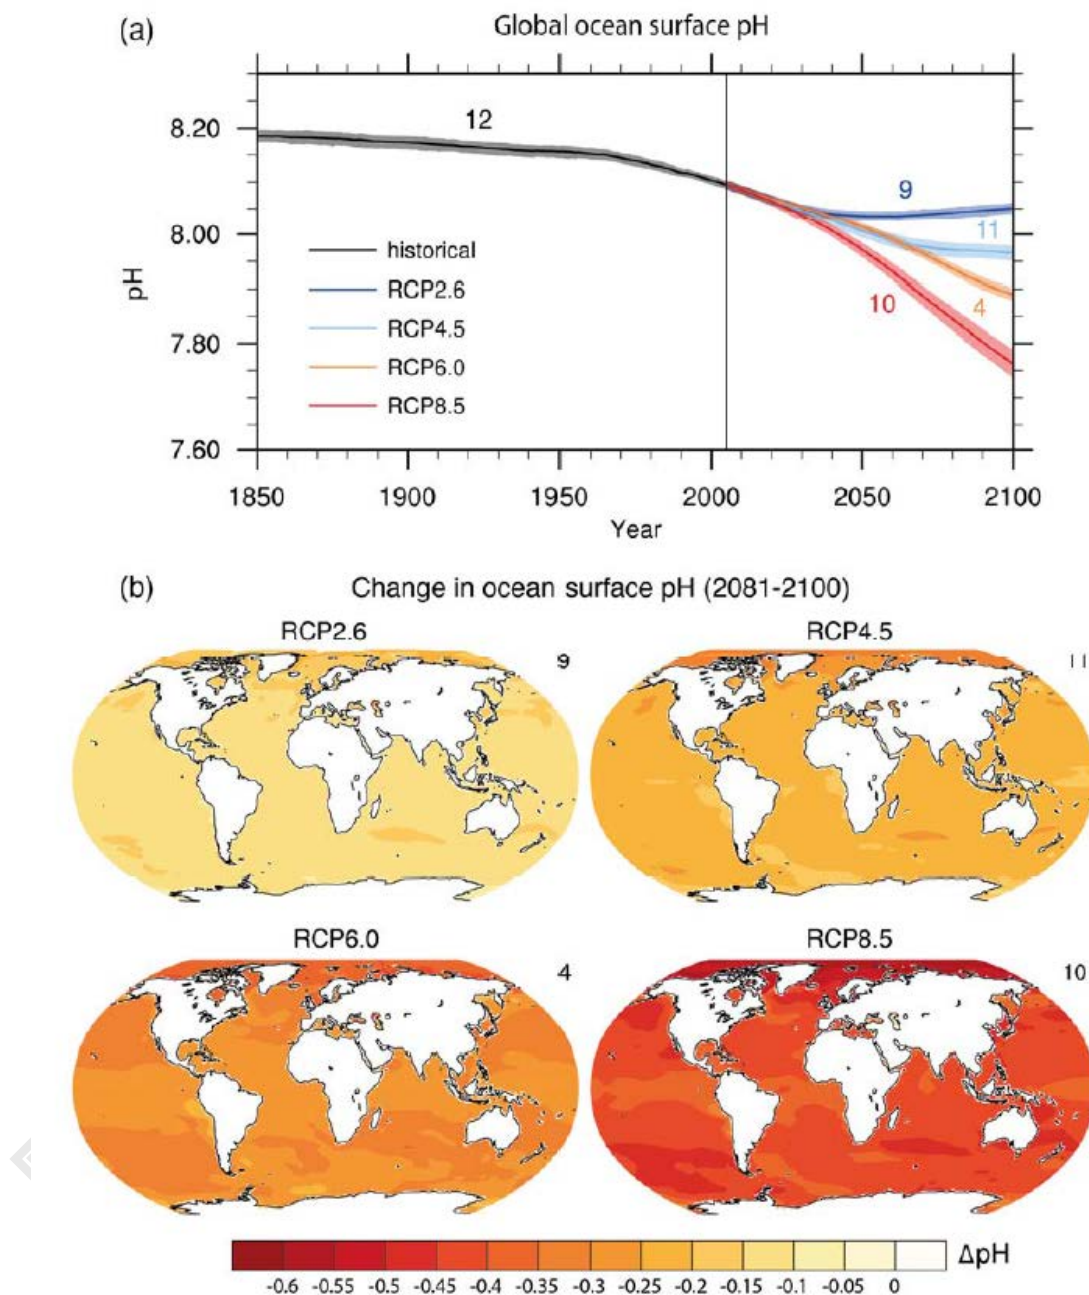 (a)
Global ocean surface pH
12
9
11
10
4
8.20
8.00
7.80
7.60
pH
historical
RCP2.6
RCP4.5
RCP6.0
RCP8.5
1850 1900 1950 2000 2050 2100
Year
(b)
Change in ocean surface pH (2081-2100)
RCP2.6 RCP4.5
9 11
RCP6.0 RCP8.5
4 10
ΔpH
-0.6 -0.55 -0.5 -0.45 -0.4 -0.35 -0.3 -0.25 -0.2 -0.15 -0.1 -0.05 0